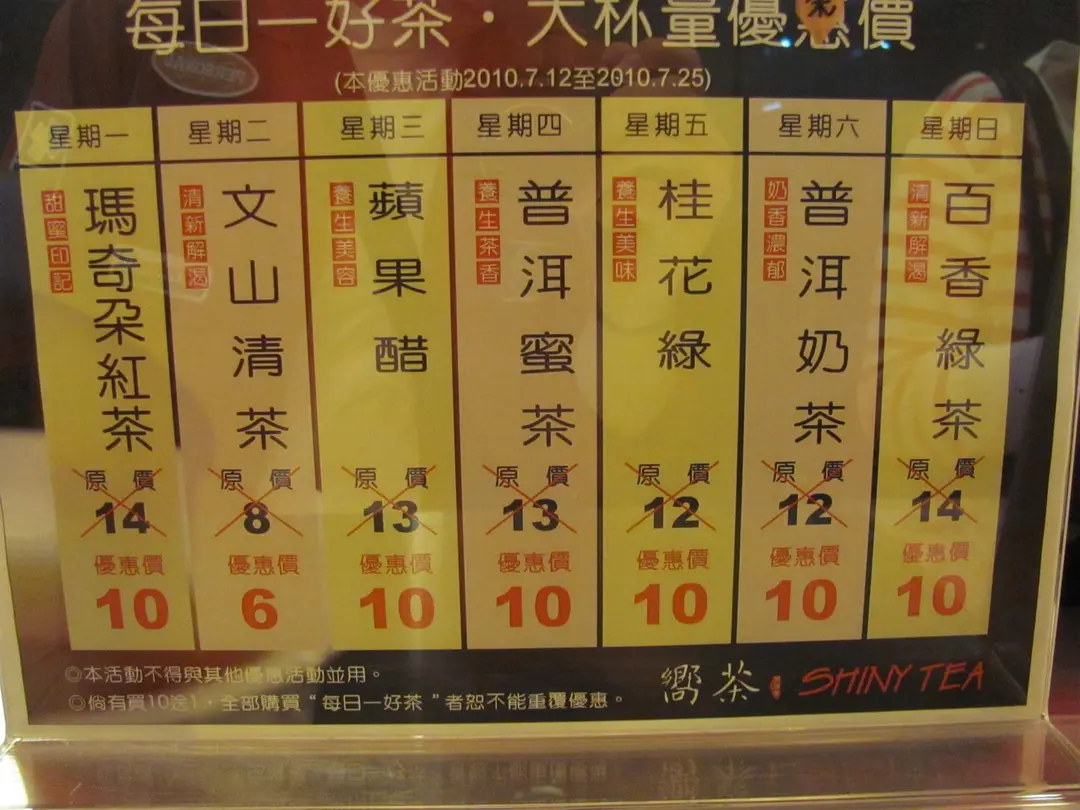 每日一好茶・大杯量優惠價
(本優惠活動2010.7.12至2010.7.25)
星期一
甜蜜印記
瑪奇朵紅茶
原價
14
優惠價
10
星期二
清新解渴
文山清茶
原價
8
優惠價
6
星期三
養生美容
蘋果醋
原價
13
優惠價
10
星期四
養生茶香
普洱蜜茶
原價
13
優惠價
10
星期五
養生美味
桂花綠
原價
12
優惠價
10
星期六
奶香濃郁
普洱奶茶
原價
12
優惠價
10
星期日
清新解渴
百香綠茶
原價
14
優惠價
10
◎本活動不得與其他優惠活動並用。
◎倘有買10送1，全部購買“每日一好茶”者恕不能重覆優惠。
嚮茶 SHINY TEA